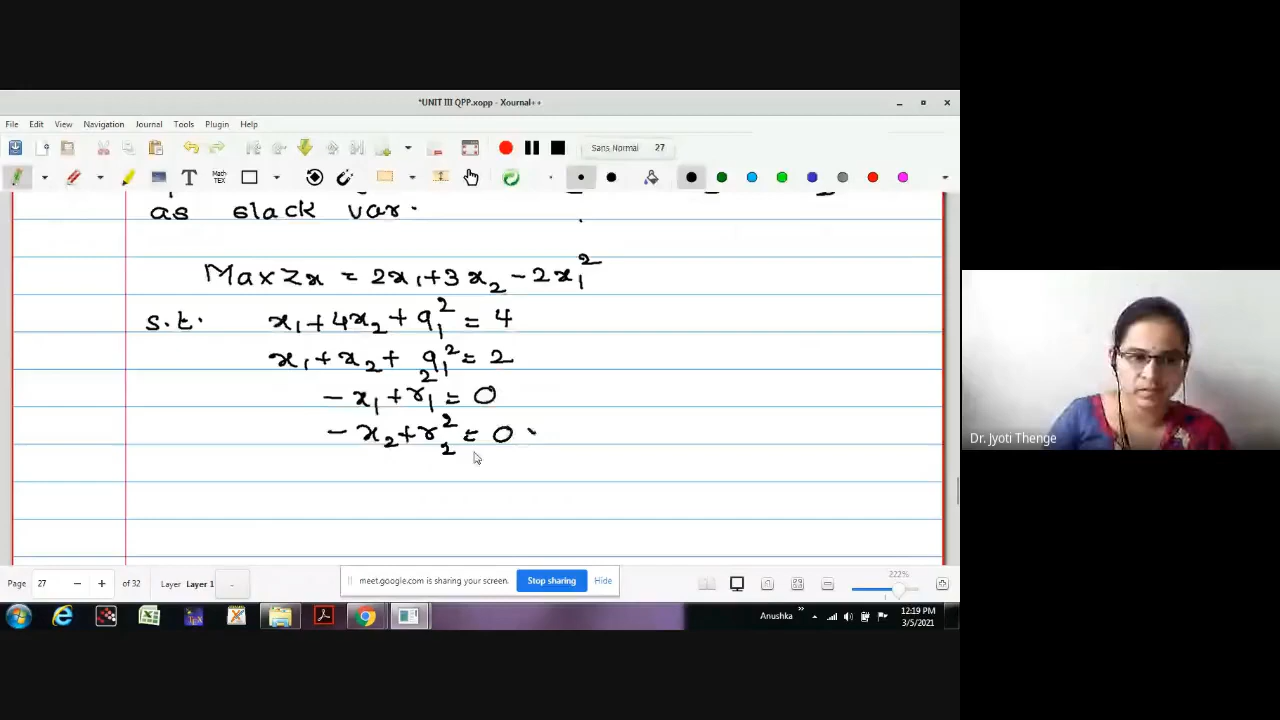 *UNIT III QPP.xopp - Xournal++
File Edit View Navigation Journal Tools Plugin Help
Sans Normal 27
as slack var.
Max Zx = 2x₁+3x₂-2x₁²
s.t. x₁+4x₂+q₁²=4
x₁+x₂+q₁²=2
-x₁+r₁²=0
-x₂+r₂²=0.
Dr. Jyoti Thenge
222%
Page 27 of 32 Layer Layer 1
meet.google.com is sharing your screen. Stop sharing Hide
Anushka
12:19 PM
3/5/2021